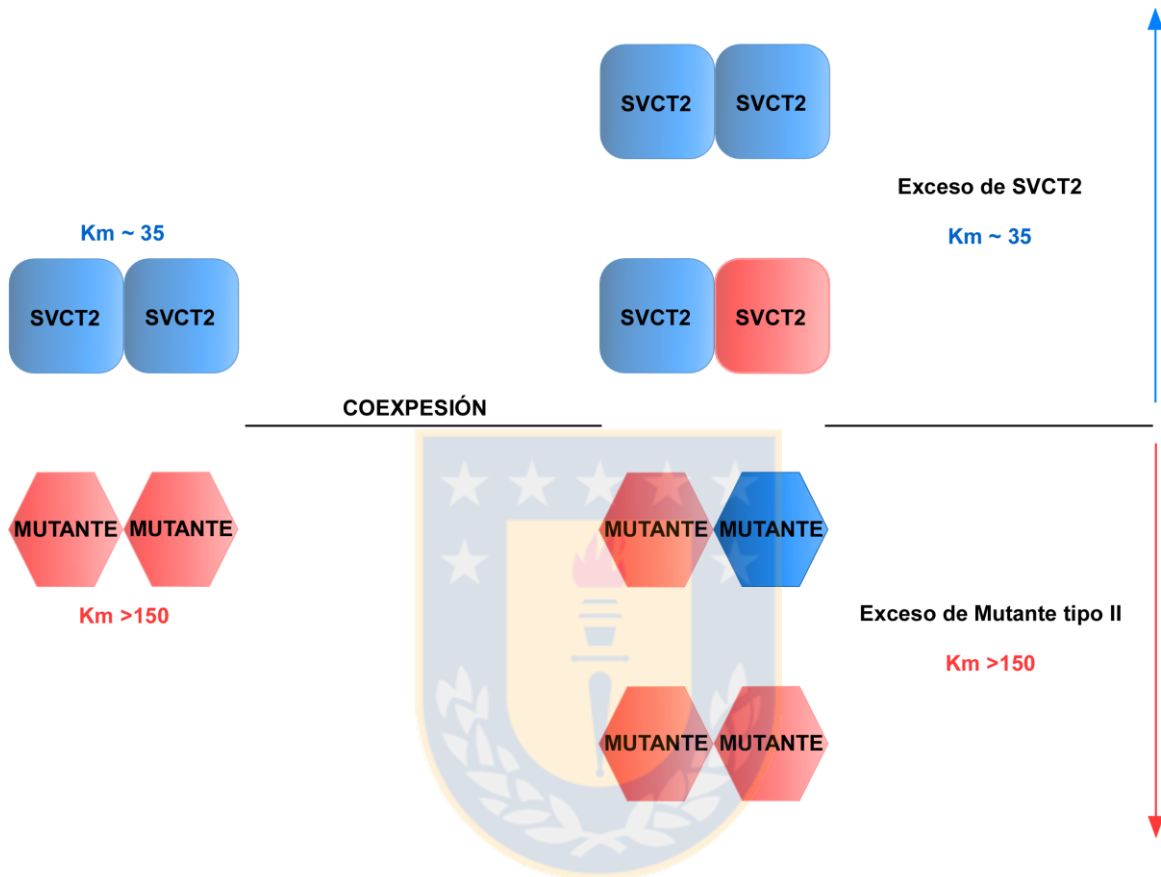 SVCT2 SVCT2
Exceso de SVCT2
Km ~ 35
Km ~ 35
SVCT2 SVCT2
SVCT2 SVCT2
COEXPESIÓN
MUTANTE MUTANTE
MUTANTE MUTANTE
Km >150
Exceso de Mutante tipo II
Km >150
MUTANTE MUTANTE